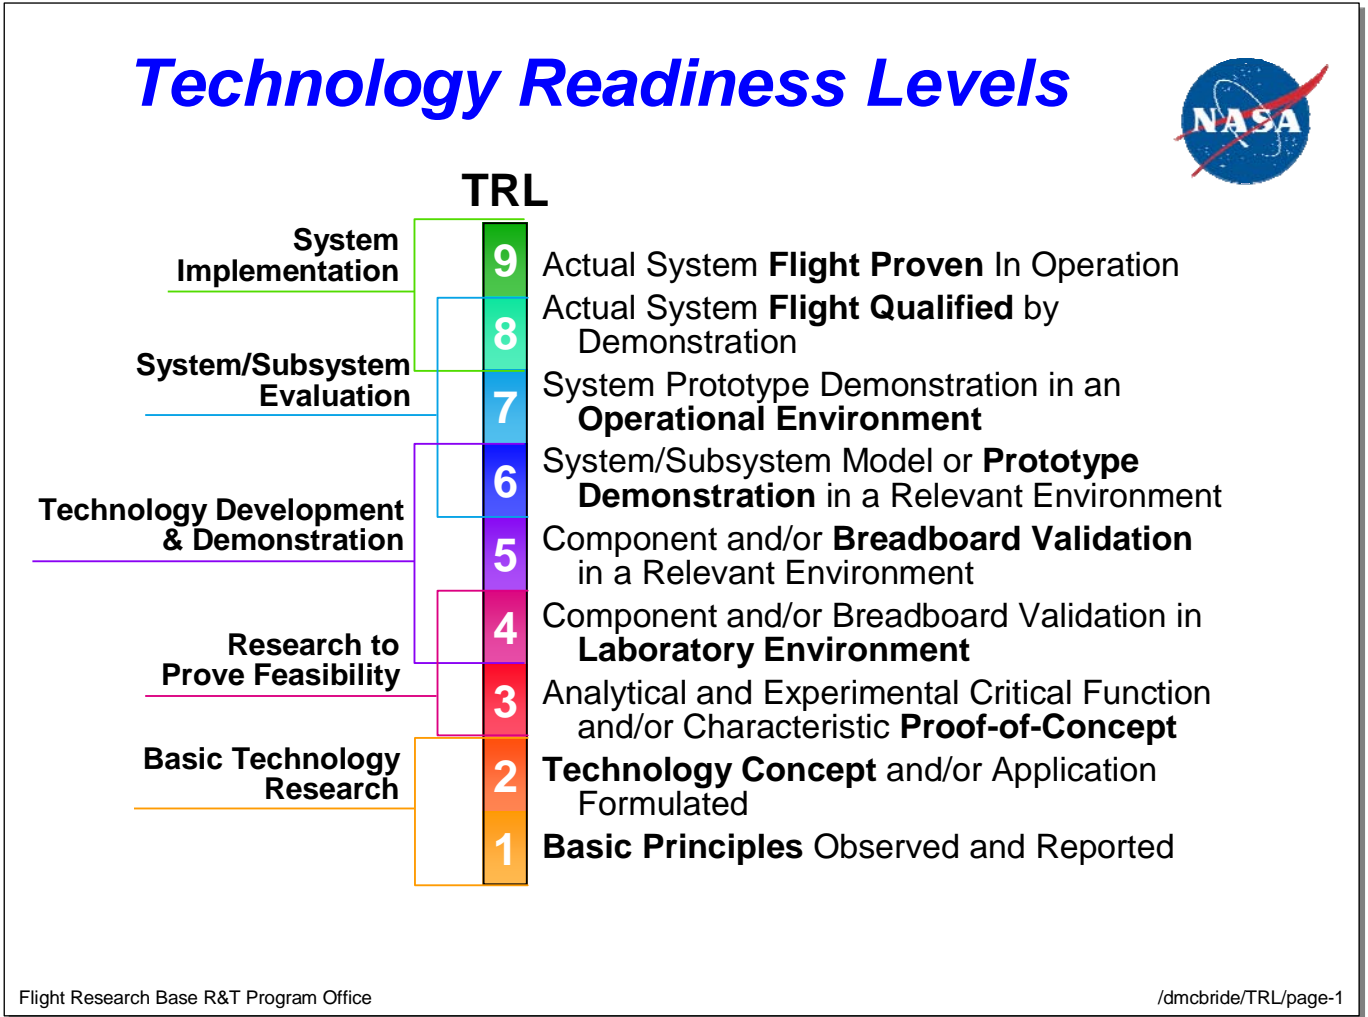 Technology Readiness Levels
NASA
TRL
System
Implementation
System/Subsystem
Evaluation
Technology Development
& Demonstration
Research to
Prove Feasibility
Basic Technology
Research
9
Actual System Flight Proven In Operation
8
Actual System Flight Qualified by
Demonstration
7
System Prototype Demonstration in an
Operational Environment
6
System/Subsystem Model or Prototype
Demonstration in a Relevant Environment
5
Component and/or Breadboard Validation
in a Relevant Environment
4
Component and/or Breadboard Validation in
Laboratory Environment
3
Analytical and Experimental Critical Function
and/or Characteristic Proof-of-Concept
2
Technology Concept and/or Application
Formulated
1
Basic Principles Observed and Reported
Flight Research Base R&T Program Office
/dmcbride/TRL/page-1